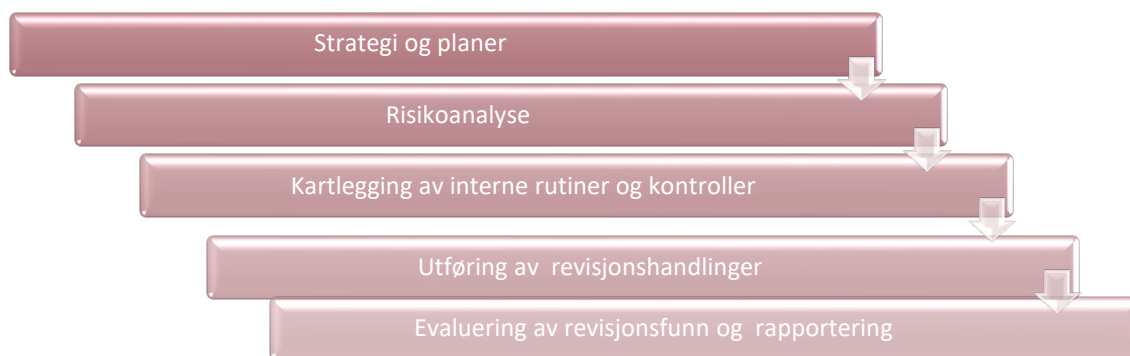 Strategi og planer
Risikoanalyse
Kartlegging av interne rutiner og kontroller
Utføring av  revisjonshandlinger
Evaluering av revisjonsfunn og  rapportering